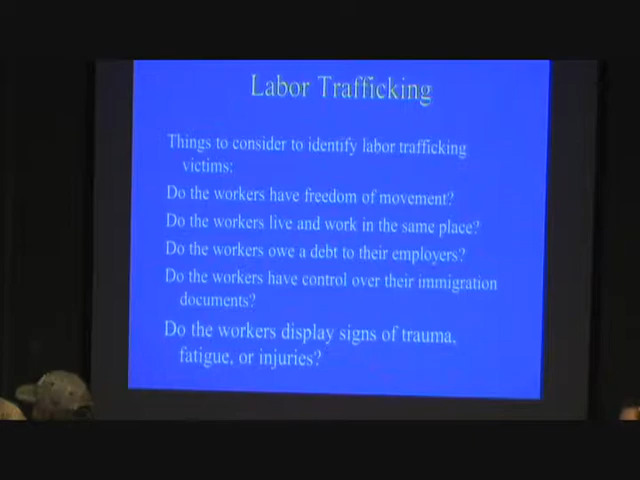 Labor Trafficking
Things to consider to identify labor trafficking
victims:
Do the workers have freedom of movement?
Do the workers live and work in the same place?
Do the workers owe a debt to their employers?
Do the workers have control over their immigration
documents?
Do the workers display signs of trauma,
fatigue, or injuries?